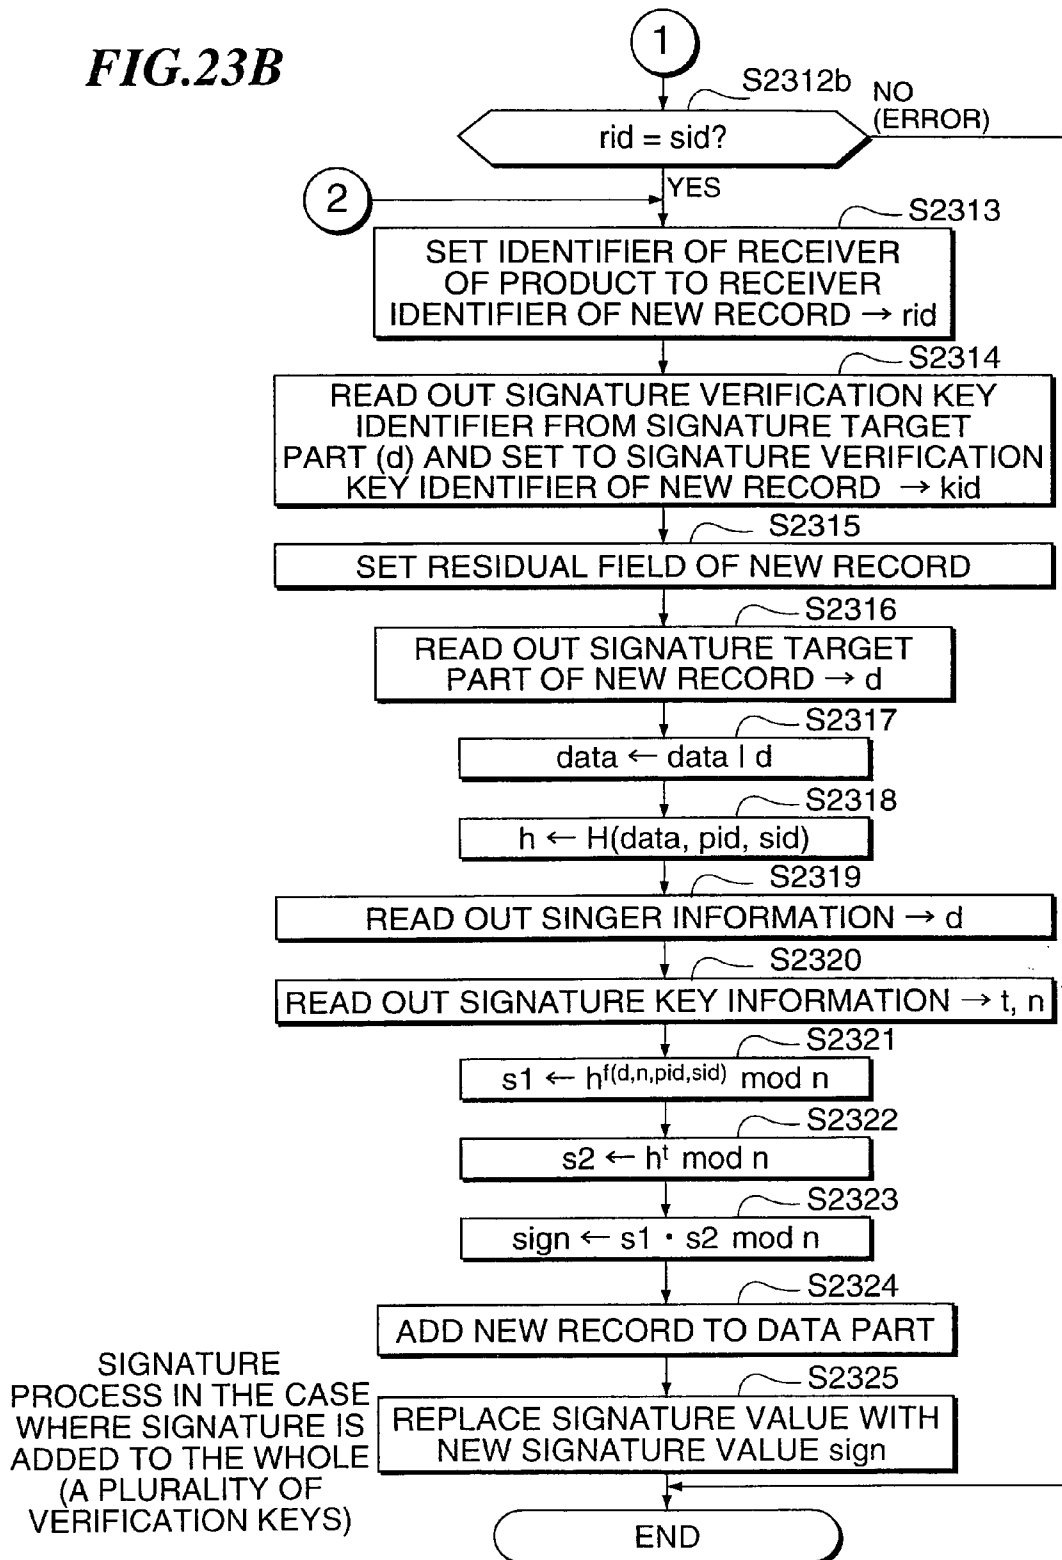 FIG.23B
1
S2312b
NO
(ERROR)
rid = sid?
YES
2
S2313
SET IDENTIFIER OF RECEIVER
OF PRODUCT TO RECEIVER
IDENTIFIER OF NEW RECORD → rid
S2314
READ OUT SIGNATURE VERIFICATION KEY
IDENTIFIER FROM SIGNATURE TARGET
PART (d) AND SET TO SIGNATURE VERIFICATION
KEY IDENTIFIER OF NEW RECORD → kid
S2315
SET RESIDUAL FIELD OF NEW RECORD
S2316
READ OUT SIGNATURE TARGET
PART OF NEW RECORD → d
S2317
data ← data | d
S2318
h ← H(data, pid, sid)
S2319
READ OUT SINGER INFORMATION → d
S2320
READ OUT SIGNATURE KEY INFORMATION → t, n
S2321
s1 ← h^f(d,n,pid,sid) mod n
S2322
s2 ← h^t mod n
S2323
sign ← s1 · s2 mod n
S2324
ADD NEW RECORD TO DATA PART
S2325
REPLACE SIGNATURE VALUE WITH
NEW SIGNATURE VALUE sign
END
SIGNATURE
PROCESS IN THE CASE
WHERE SIGNATURE IS
ADDED TO THE WHOLE
(A PLURALITY OF
VERIFICATION KEYS)